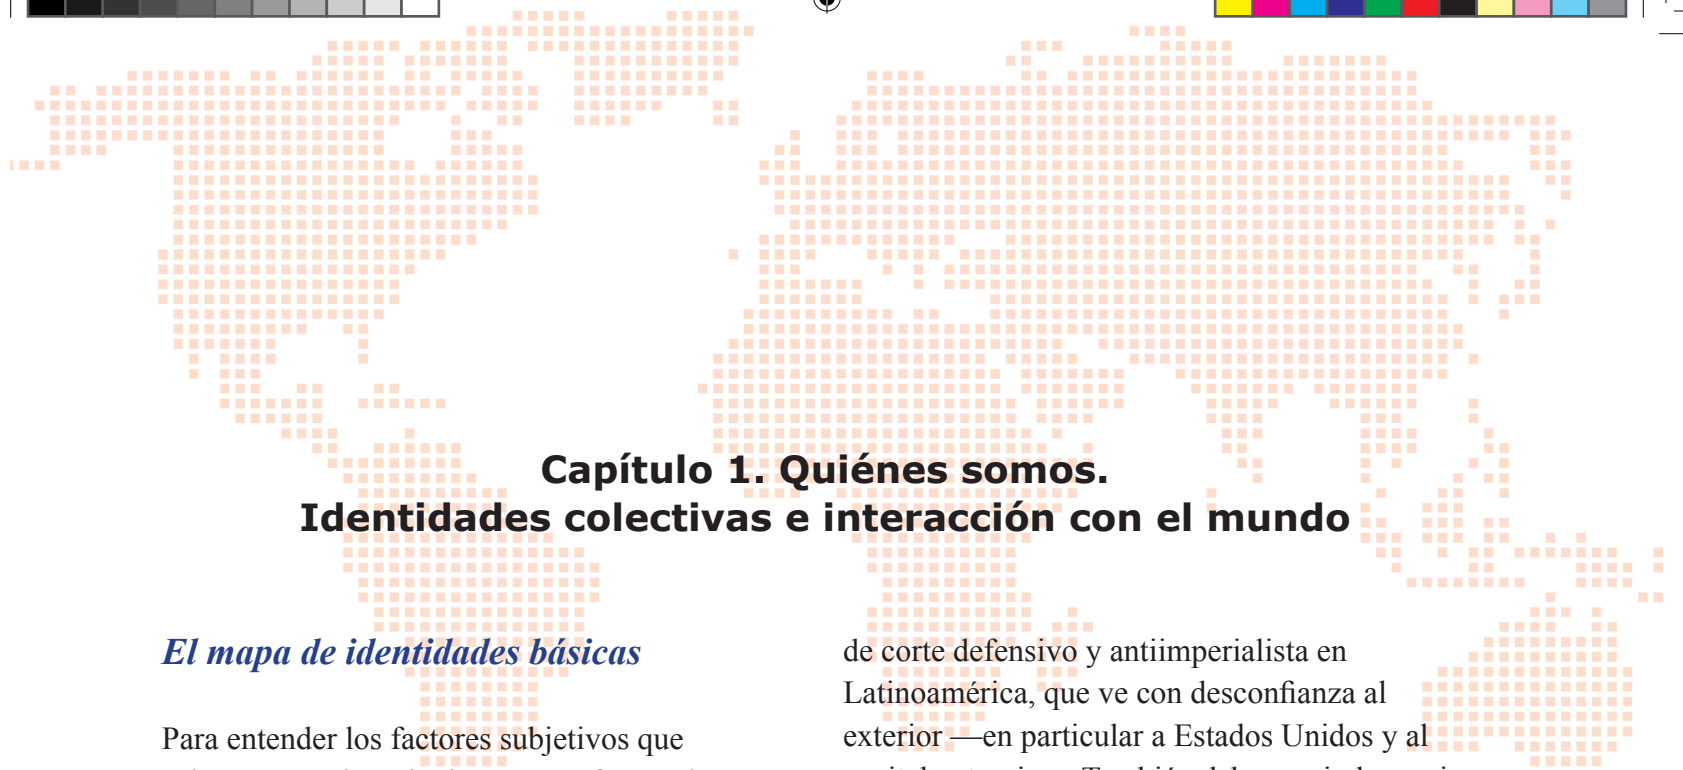 Capítulo 1. Quiénes somos.
Identidades colectivas e interacción con el mundo
El mapa de identidades básicas
Para entender los factores subjetivos que
de corte defensivo y antiimperialista en
Latinoamérica, que ve con desconfianza al
exterior —en particular a Estados Unidos y al